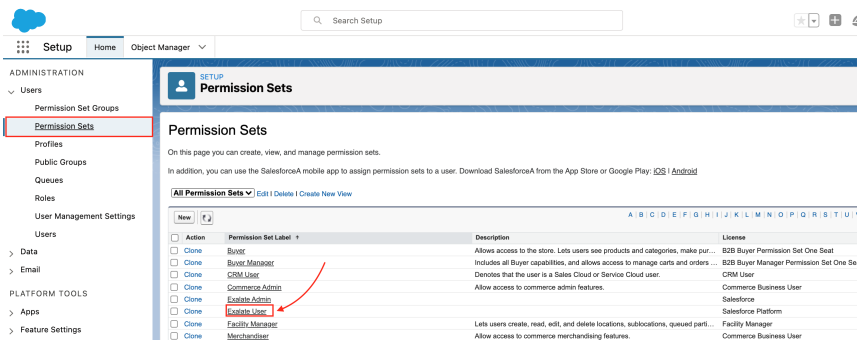 Search Setup
Setup Home Object Manager
ADMINISTRATION
Users
Permission Set Groups
Permission Sets
Profiles
Public Groups
Queues
Roles
User Management Settings
Users
Data
Email
PLATFORM TOOLS
Apps
Feature Settings
SETUP
Permission Sets
Permission Sets
On this page you can create, view, and manage permission sets.
In addition, you can use the SalesforceA mobile app to assign permission sets to a user. Download SalesforceA from the App Store or Google Play: iOS | Android
All Permission Sets Edit | Delete | Create New View
New A | B | C | D | E | F | G | H | I | J | K | L | M | N | O | P | Q | R | S | T | U |
Action Permission Set Label ↑ Description License
Clone Buyer Allows access to the store. Lets users see products and categories, make pur... B2B Buyer Permission Set One Seat
Clone Buyer Manager Includes all Buyer capabilities, and allows access to manage carts and orders ... B2B Buyer Manager Permission Set One Se
Clone CRM User Denotes that the user is a Sales Cloud or Service Cloud user. CRM User
Clone Commerce Admin Allow access to commerce admin features. Commerce Business User
Clone Exalate Admin Salesforce
Clone Exalate User Salesforce Platform
Clone Facility Manager Lets users create, read, edit, and delete locations, sublocations, queued parti... Facility Manager
Clone Merchandiser Allow access to commerce merchandising features. Commerce Business User